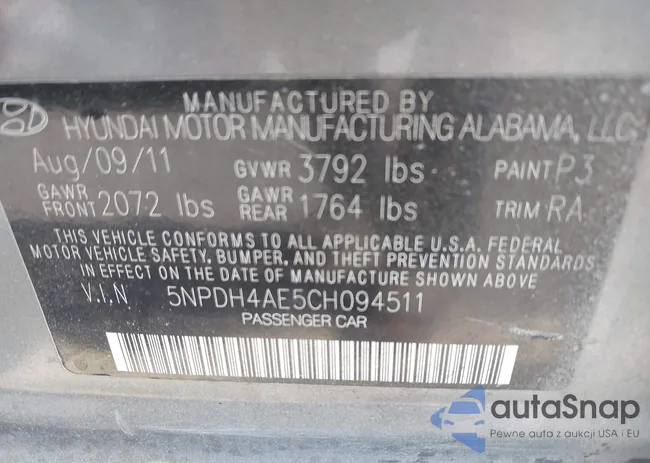 MANUFACTURED BY
HYUNDAI MOTOR MANUFACTURING ALABAMA, LLC
Aug/09/11 GVWR 3792 lbs PAINT P3
GAWR FRONT 2072 lbs GAWR REAR 1764 lbs TRIM RA
THIS VEHICLE CONFORMS TO ALL APPLICABLE U.S.A. FEDERAL
MOTOR VEHICLE SAFETY, BUMPER, AND THEFT PREVENTION STANDARDS
IN EFFECT ON THE DATE OF MANUFACTURE SHOWN ABOVE
V.I.N 5NPDH4AE5CH094511
PASSENGER CAR
autaSnap
Pewne auta z aukcji USA i EU